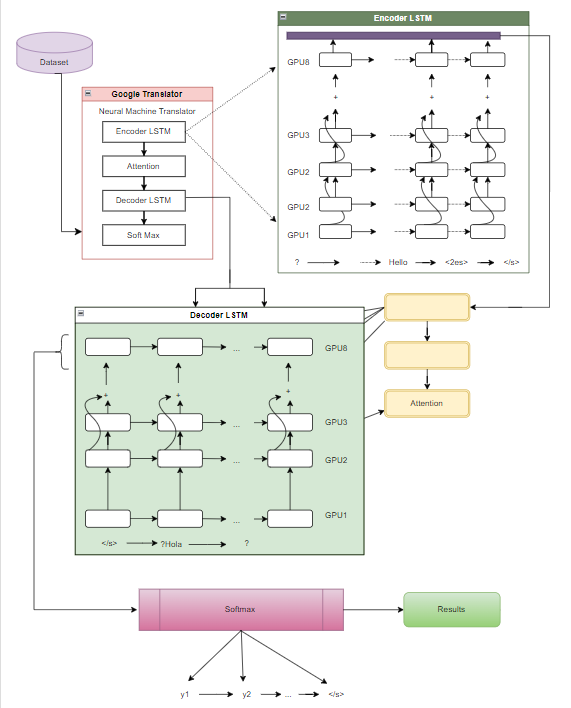 Encoder LSTM
Dataset
GPU8
Google Translator
Neural Machine Translator
+ + +
Encoder LSTM
GPU3
Attention
GPU2
Decoder LSTM
GPU2
Soft Max
GPU1
? Hello <2es> </s>
Decoder LSTM
... GPU8
+ + +
Attention
... GPU3
... GPU2
... GPU1
</s> ?Hola ?
Softmax
Results
y1 y2 ... </s>